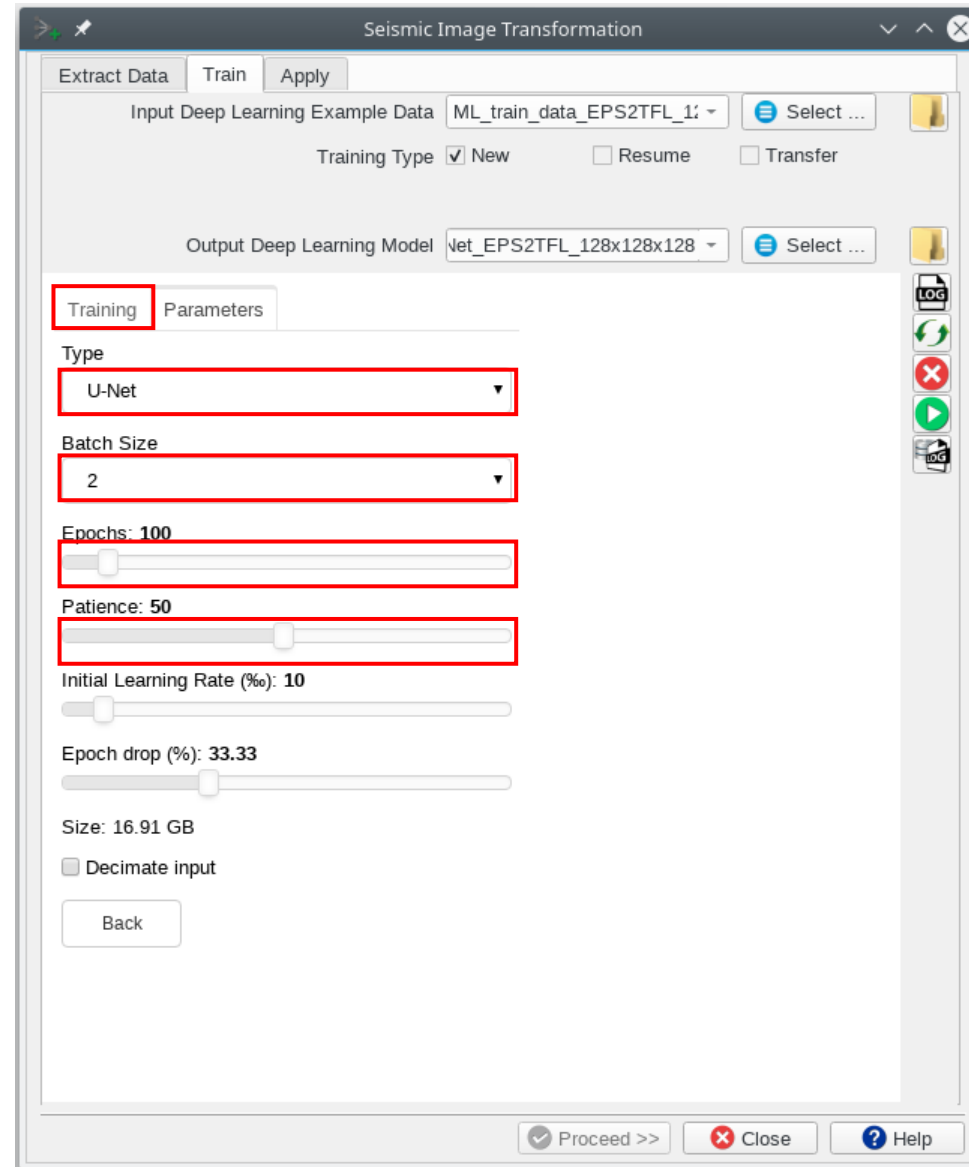 Seismic Image Transformation
Extract Data Train Apply
Input Deep Learning Example Data ML_train_data_EPS2TFL_12 Select ...
Training Type New Resume Transfer
Output Deep Learning Model Net_EPS2TFL_128x128x128 Select ...
LOG
Training Parameters
Type
U-Net
Batch Size
2
Epochs: 100
Patience: 50
Initial Learning Rate (‰): 10
Epoch drop (%): 33.33
Size: 16.91 GB
Decimate input
Back
LOG
Proceed >> Close Help